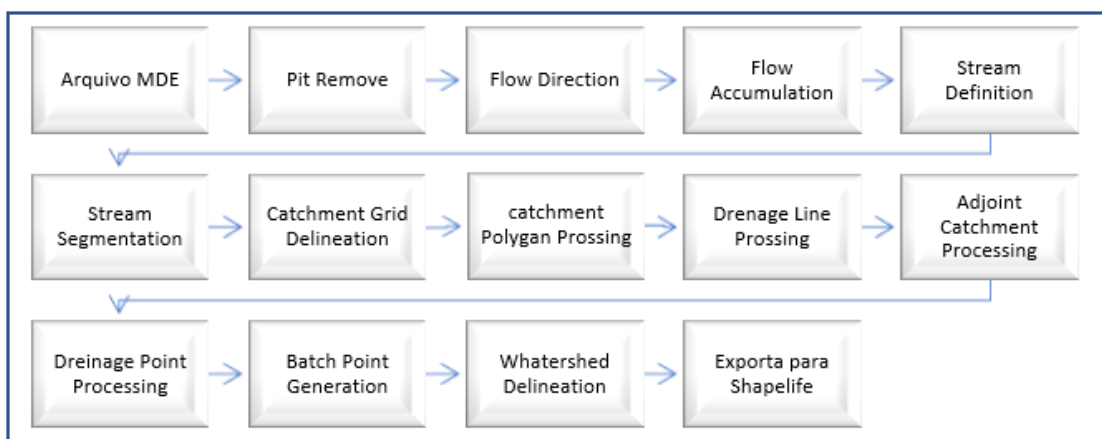 Arquivo MDE
Pit Remove
Flow Direction
Flow
Accumulation
Stream
Definition
Stream
Segmentation
Catchment Grid
Delineation
catchment
Polygan Prossing
Drenage Line
Prossing
Adjoint
Catchment
Processing
Dreinage Point
Processing
Batch Point
Generation
Whatershed
Delineation
Exporta para
Shapelife